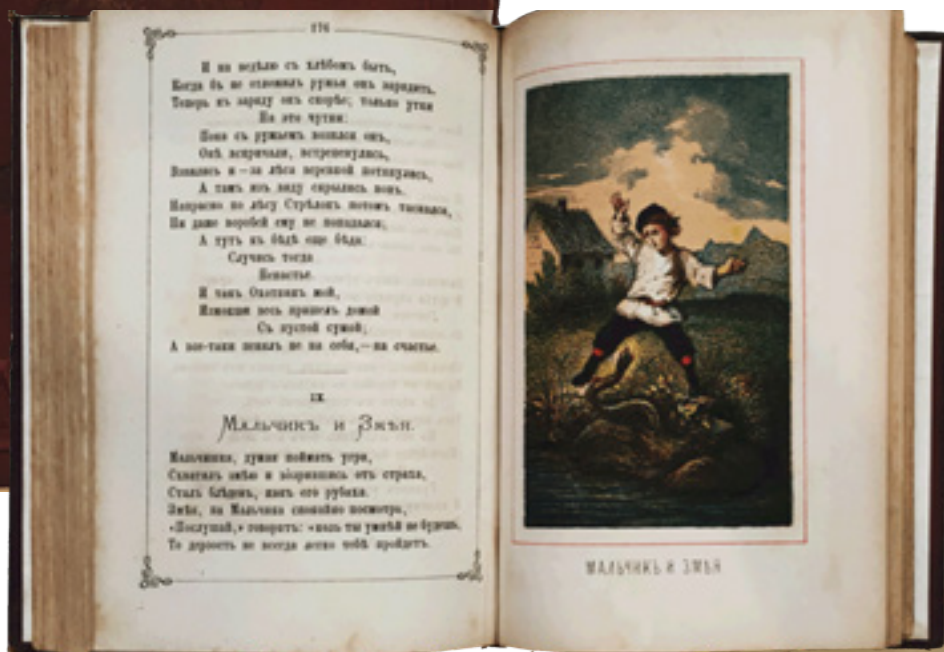 И на недѣлю съ хлѣбомъ быть,
Когда бъ не отложилъ ружья онъ зарядить.
Теперь къ заряду онъ скорѣе; только утки
На это чутки:
Пока съ ружьемъ возился онъ,
Онѣ вскричали, встрепенулись,
Взвились и—за лѣса веревкой потянулись,
А тамъ изъ виду скрылись вонъ.
Напрасно по лѣсу Стрѣлокъ потомъ таскался,
Ни даже воробей ему не попадался;
А тутъ къ бѣдѣ еще бѣда:
Случись тогда
Ненастье.
И такъ Охотникъ мой,
Измокши весь пришелъ домой
Съ пустой сумой;
А все-таки пенялъ не на себя,—на счастье.
IX
Мальчикъ и Змѣя.
Мальчишка, думая поймать угря,
Схватилъ змѣю и воззрившись отъ страха,
Сталъ блѣденъ, какъ его рубаха.
Змѣя, на Мальчика спокойно посмотря,
«Послушай,» говоритъ: «коль ты умнѣй не будешь,
То дерзость не всегда легко тебѣ пройдетъ.
МАЛЬЧИКЪ И ЗМѢЯ